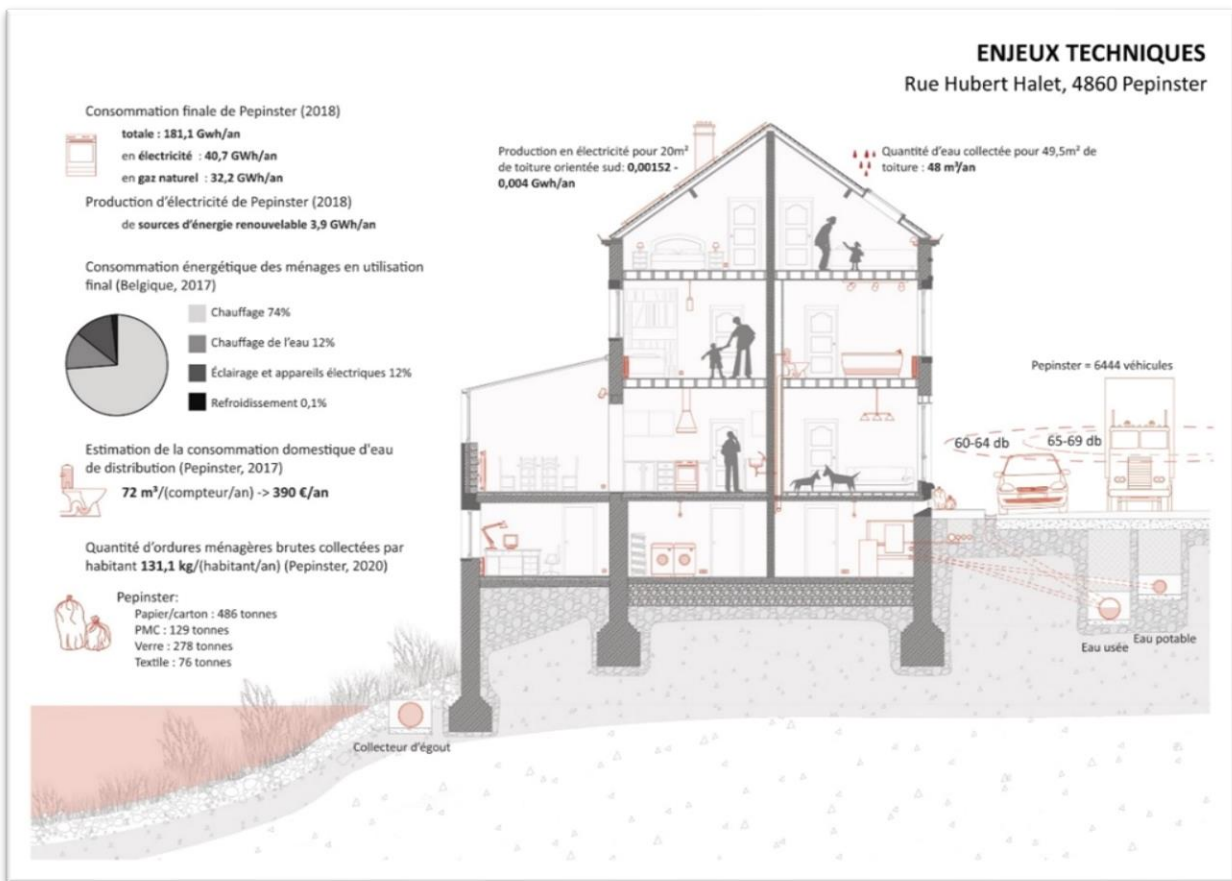 ENJEUX TECHNIQUES
Rue Hubert Halet, 4860 Pepinster
Consommation finale de Pepinster (2018)
totale : 181,1 Gwh/an
en électricité : 40,7 GWh/an
en gaz naturel : 32,2 GWh/an
Production d'électricité de Pepinster (2018)
de sources d'énergie renouvelable 3,9 GWh/an
Consommation énergétique des ménages en utilisation
final (Belgique, 2017)
Chauffage 74%
Chauffage de l'eau 12%
Éclairage et appareils électriques 12%
Refroidissement 0,1%
Estimation de la consommation domestique d'eau
de distribution (Pepinster, 2017)
72 m³/(compteur/an) -> 390 €/an
Quantité d'ordures ménagères brutes collectées par
habitant 131,1 kg/(habitant/an) (Pepinster, 2020)
Pepinster:
Papier/carton : 486 tonnes
PMC : 129 tonnes
Verre : 278 tonnes
Textile : 76 tonnes
Production en électricité pour 20m²
de toiture orientée sud: 0,00152 -
0,004 Gwh/an
Quantité d'eau collectée pour 49,5m² de
toiture : 48 m³/an
Pepinster = 6444 véhicules
60-64 db
65-69 db
Eau usée
Eau potable
Collecteur d'égout